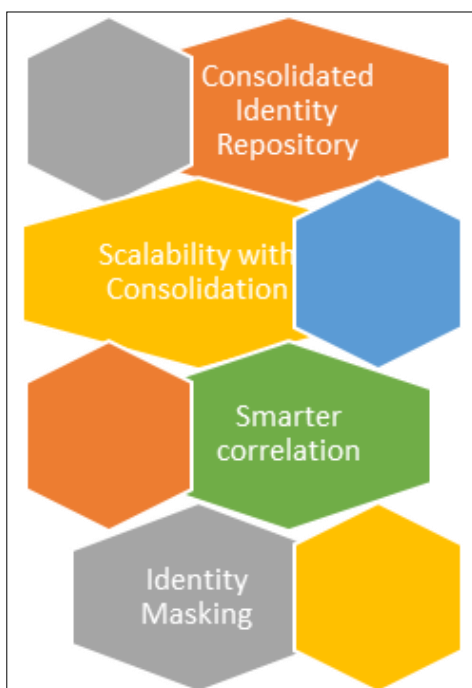 Consolidated
Identity
Repository
Scalability with
Consolidation
Smarter
correlation
Identity
Masking